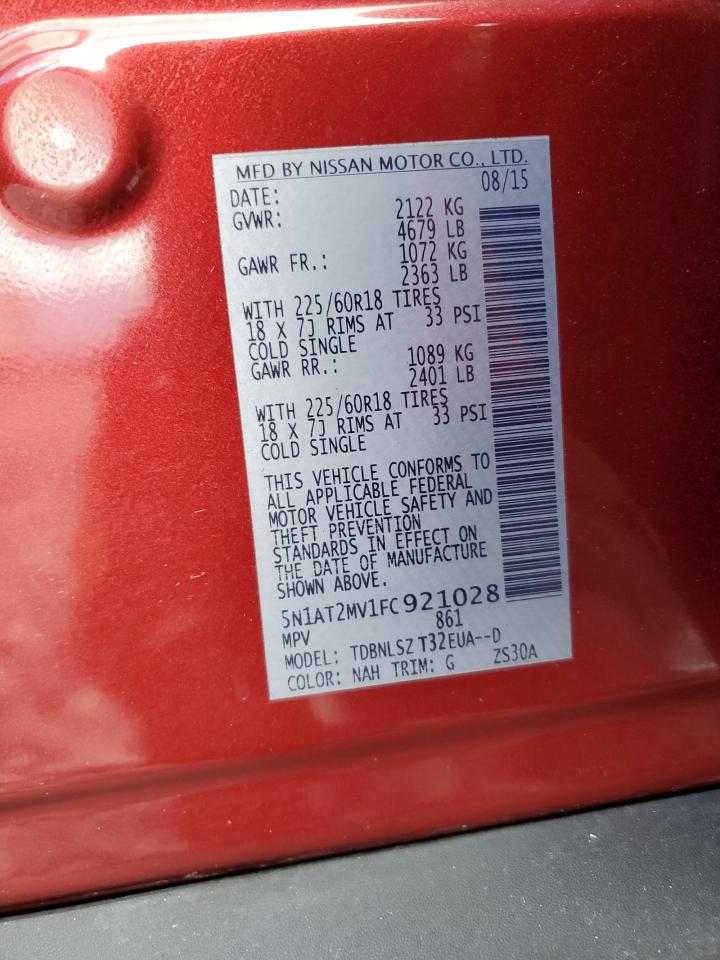 MFD BY NISSAN MOTOR CO., LTD.
DATE: 08/15
GVWR: 2122 KG
4679 LB
GAWR FR.: 1072 KG
2363 LB
WITH 225/60R18 TIRES
18 X 7J RIMS AT 33 PSI
COLD SINGLE
GAWR RR.: 1089 KG
2401 LB
WITH 225/60R18 TIRES
18 X 7J RIMS AT 33 PSI
COLD SINGLE
THIS VEHICLE CONFORMS TO
ALL APPLICABLE FEDERAL
MOTOR VEHICLE SAFETY AND
THEFT PREVENTION
STANDARDS IN EFFECT ON
THE DATE OF MANUFACTURE
SHOWN ABOVE.
5N1AT2MV1FC921028
MPV 861
MODEL: TDBNLSZ T32EUA--D
COLOR: NAH TRIM: G ZS30A